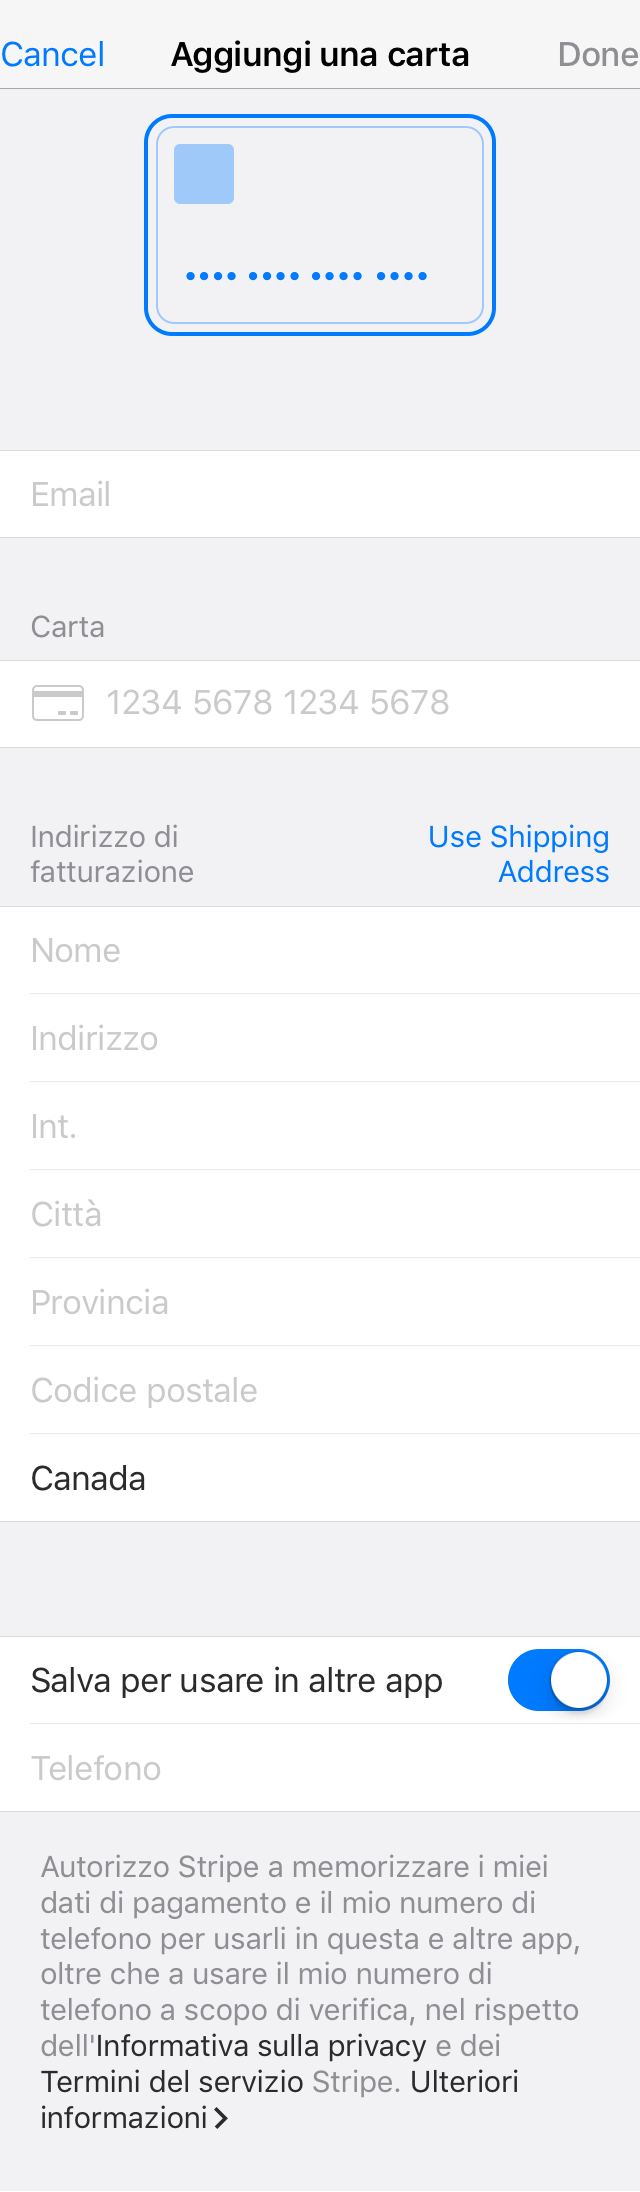 Cancel Aggiungi una carta Done
•••• •••• •••• ••••
Email
Carta
1234 5678 1234 5678
Indirizzo di
fatturazione
Use Shipping
Address
Nome
Indirizzo
Int.
Città
Provincia
Codice postale
Canada
Salva per usare in altre app
Telefono
Autorizzo Stripe a memorizzare i miei
dati di pagamento e il mio numero di
telefono per usarli in questa e altre app,
oltre che a usare il mio numero di
telefono a scopo di verifica, nel rispetto
dell'Informativa sulla privacy e dei
Termini del servizio Stripe. Ulteriori
informazioni